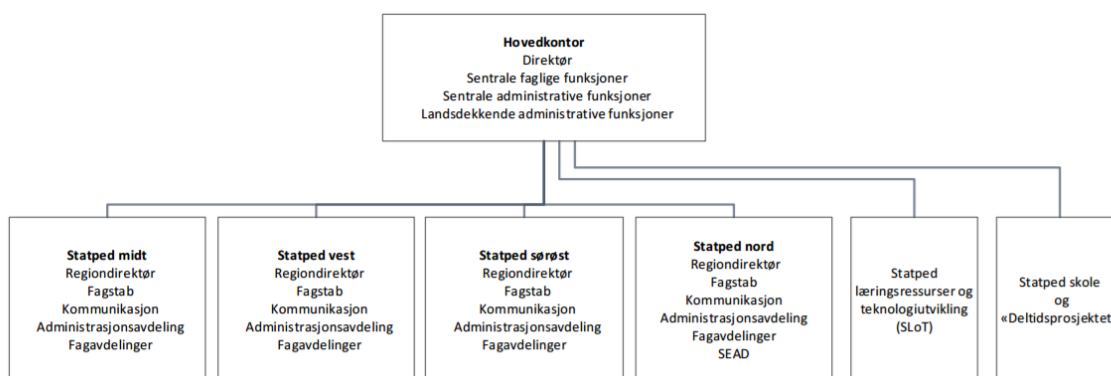 Hovedkontor
Direktør
Sentrale faglige funksjoner
Sentrale administrative funksjoner
Landsdekkende administrative funksjoner
Statped midt
Regiondirektør
Fagstab
Kommunikasjon
Administrasjonsavdeling
Fagavdelinger
Statped vest
Regiondirektør
Fagstab
Kommunikasjon
Administrasjonsavdeling
Fagavdelinger
Statped sørøst
Regiondirektør
Fagstab
Kommunikasjon
Administrasjonsavdeling
Fagavdelinger
Statped nord
Regiondirektør
Fagstab
Kommunikasjon
Administrasjonsavdeling
Fagavdelinger
SEAD
Statped
læringsressurser og
teknologiutvikling
(SLoT)
Statped skole
og
«Deltidsprosjektet